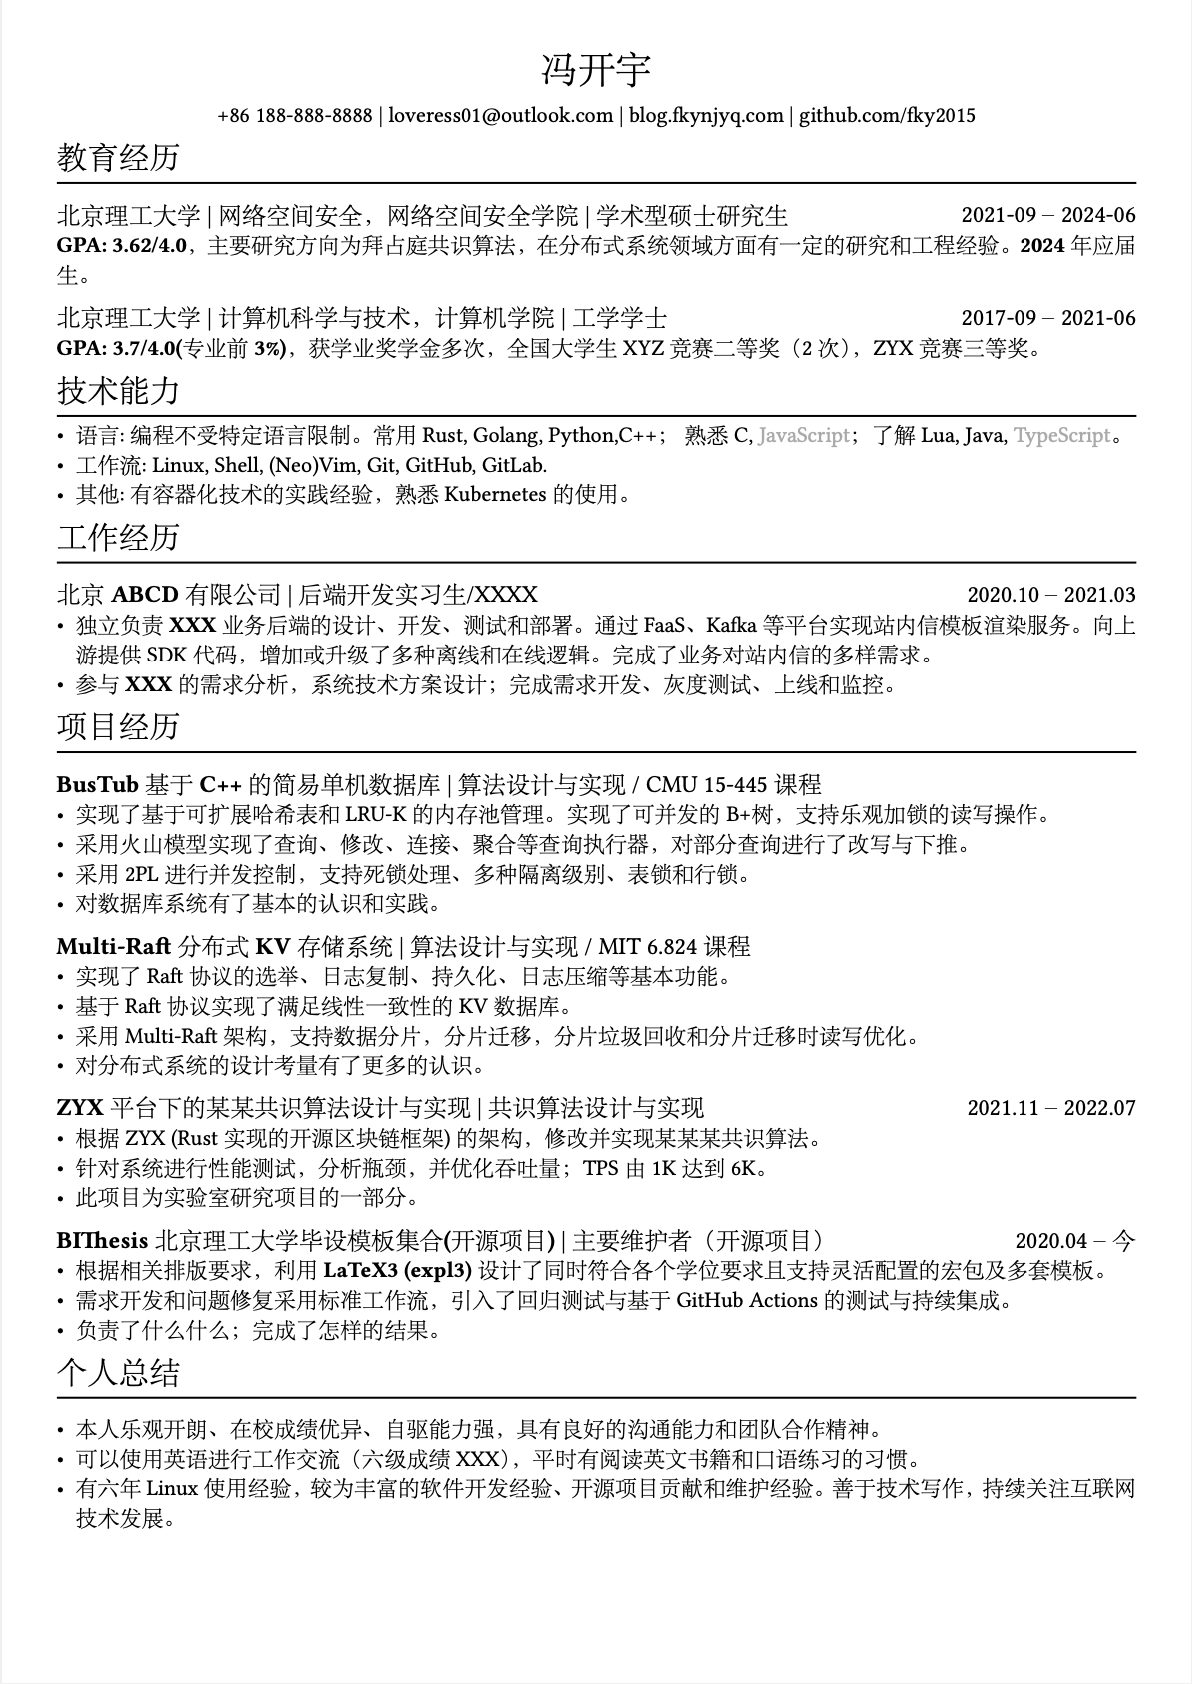 冯开宇
+86 188-888-8888 | loveress01@outlook.com | blog.fkynjyq.com | github.com/fky2015
教育经历
北京理工大学 | 网络空间安全，网络空间安全学院 | 学术型硕士研究生 2021-09 – 2024-06
GPA: 3.62/4.0，主要研究方向为拜占庭共识算法，在分布式系统领域方面有一定的研究和工程经验。2024 年应届
生。
北京理工大学 | 计算机科学与技术，计算机学院 | 工学学士 2017-09 – 2021-06
GPA: 3.7/4.0(专业前 3%)，获学业奖学金多次，全国大学生 XYZ 竞赛二等奖（2 次），ZYX 竞赛三等奖。
技术能力
• 语言: 编程不受特定语言限制。常用 Rust, Golang, Python,C++； 熟悉 C, JavaScript；了解 Lua, Java, TypeScript。
• 工作流: Linux, Shell, (Neo)Vim, Git, GitHub, GitLab.
• 其他: 有容器化技术的实践经验，熟悉 Kubernetes 的使用。
工作经历
北京 ABCD 有限公司 | 后端开发实习生/XXXX 2020.10 – 2021.03
• 独立负责 XXX 业务后端的设计、开发、测试和部署。通过 FaaS、Kafka 等平台实现站内信模板渲染服务。向上
游提供 SDK 代码，增加或升级了多种离线和在线逻辑。完成了业务对站内信的多样需求。
• 参与 XXX 的需求分析，系统技术方案设计；完成需求开发、灰度测试、上线和监控。
项目经历
BusTub 基于 C++ 的简易单机数据库 | 算法设计与实现 / CMU 15-445 课程
• 实现了基于可扩展哈希表和 LRU-K 的内存池管理。实现了可并发的 B+树，支持乐观加锁的读写操作。
• 采用火山模型实现了查询、修改、连接、聚合等查询执行器，对部分查询进行了改写与下推。
• 采用 2PL 进行并发控制，支持死锁处理、多种隔离级别、表锁和行锁。
• 对数据库系统有了基本的认识和实践。
Multi-Raft 分布式 KV 存储系统 | 算法设计与实现 / MIT 6.824 课程
• 实现了 Raft 协议的选举、日志复制、持久化、日志压缩等基本功能。
• 基于 Raft 协议实现了满足线性一致性的 KV 数据库。
• 采用 Multi-Raft 架构，支持数据分片，分片迁移，分片垃圾回收和分片迁移时读写优化。
• 对分布式系统的设计考量有了更多的认识。
ZYX 平台下的某某共识算法设计与实现 | 共识算法设计与实现 2021.11 – 2022.07
• 根据 ZYX (Rust 实现的开源区块链框架) 的架构，修改并实现某某某共识算法。
• 针对系统进行性能测试，分析瓶颈，并优化吞吐量；TPS 由 1K 达到 6K。
• 此项目为实验室研究项目的一部分。
BIThesis 北京理工大学毕设模板集合(开源项目) | 主要维护者（开源项目） 2020.04 – 今
• 根据相关排版要求，利用 LaTeX3 (expl3) 设计了同时符合各个学位要求且支持灵活配置的宏包及多套模板。
• 需求开发和问题修复采用标准工作流，引入了回归测试与基于 GitHub Actions 的测试与持续集成。
• 负责了什么什么；完成了怎样的结果。
个人总结
• 本人乐观开朗、在校成绩优异、自驱能力强，具有良好的沟通能力和团队合作精神。
• 可以使用英语进行工作交流（六级成绩 XXX），平时有阅读英文书籍和口语练习的习惯。
• 有六年 Linux 使用经验，较为丰富的软件开发经验、开源项目贡献和维护经验。善于技术写作，持续关注互联网
技术发展。